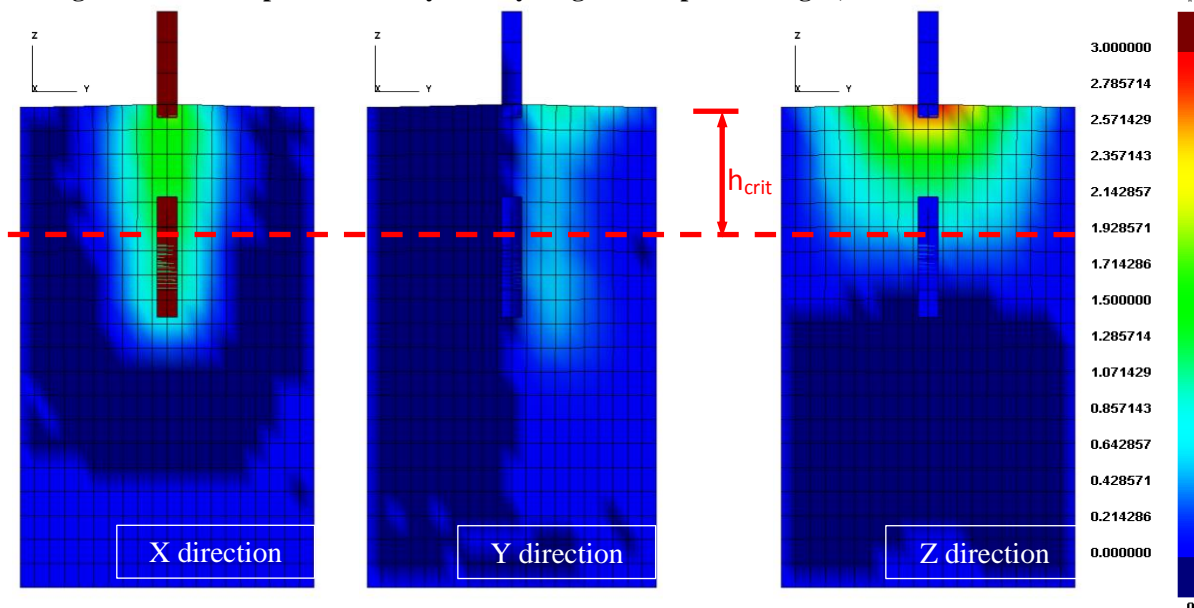 Z
X
Y
Z
X
Y
Z
X
Y
hcrit
X direction
Y direction
Z direction
3.000000
2.785714
2.571429
2.357143
2.142857
1.928571
1.714286
1.500000
1.285714
1.071429
0.857143
0.642857
0.428571
0.214286
0.000000